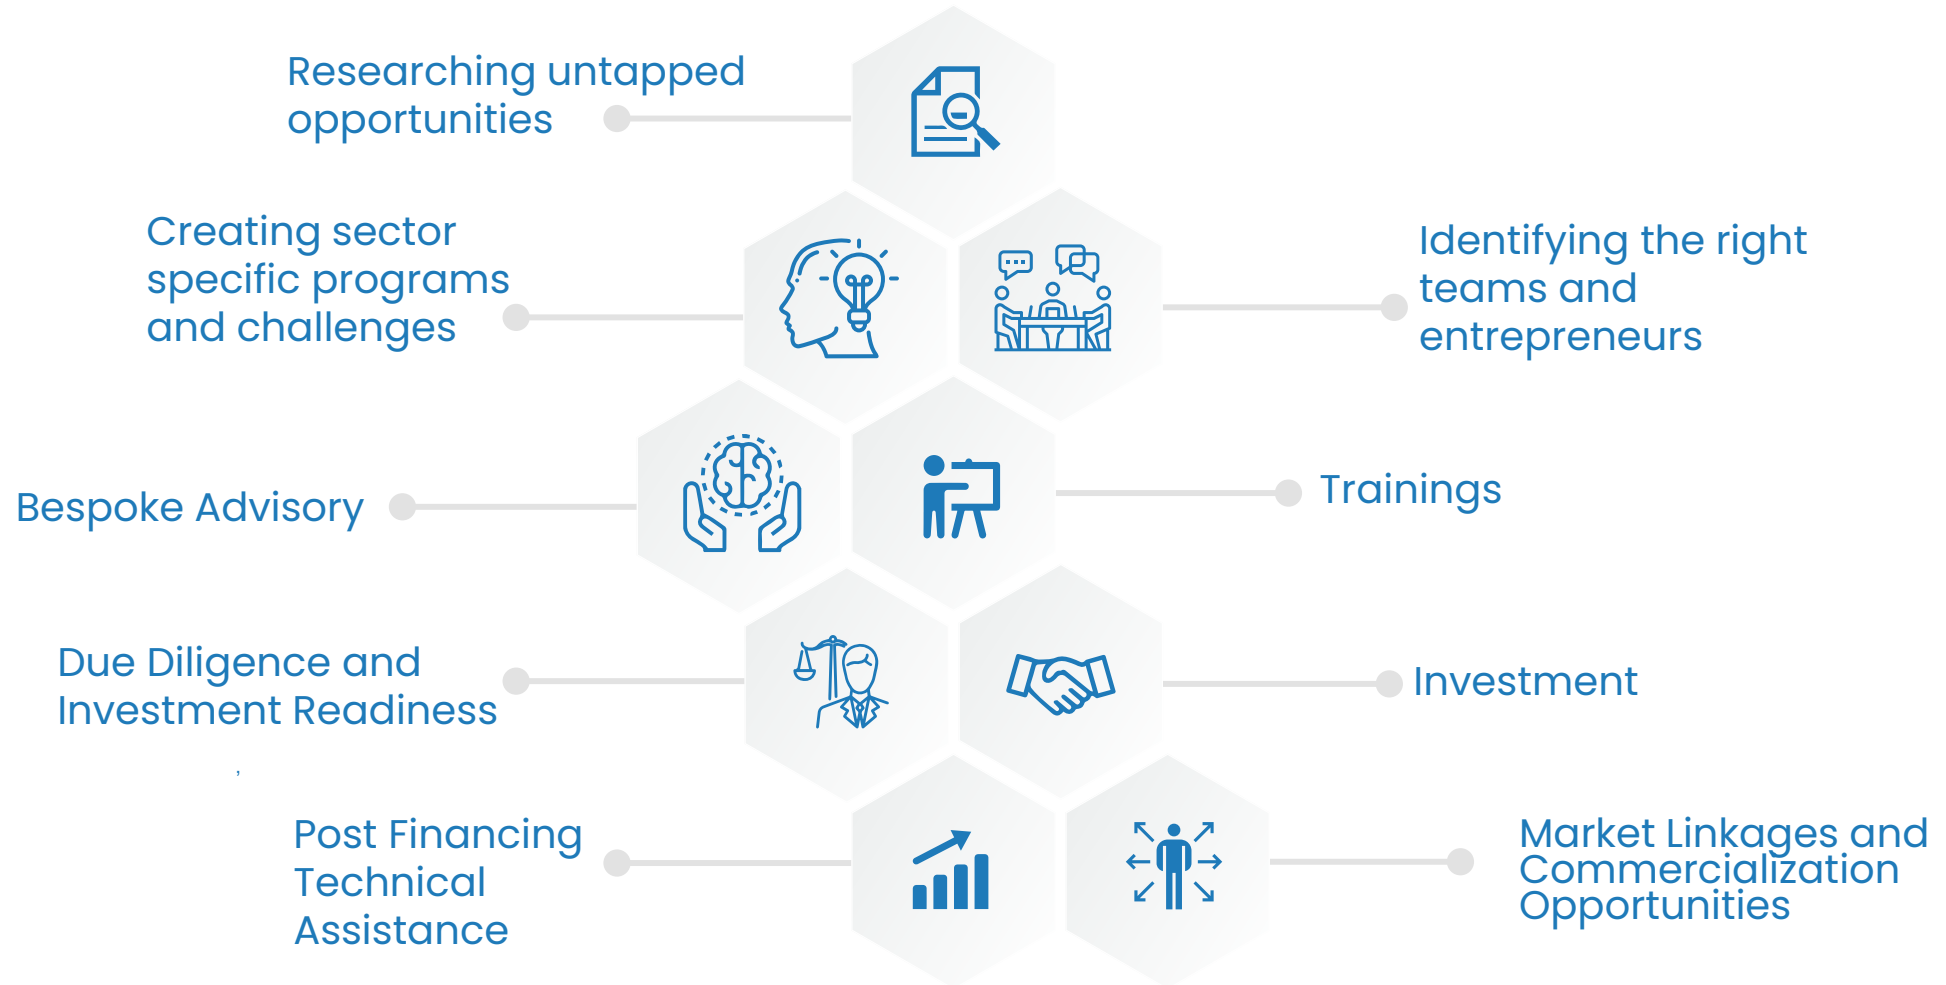 Researching untapped
opportunities
Creating sector
specific programs
and challenges
Identifying the right
teams and
entrepreneurs
Bespoke Advisory
Trainings
Due Diligence and
Investment Readiness
,
Investment
Post Financing
Technical
Assistance
Market Linkages and
Commercialization
Opportunities